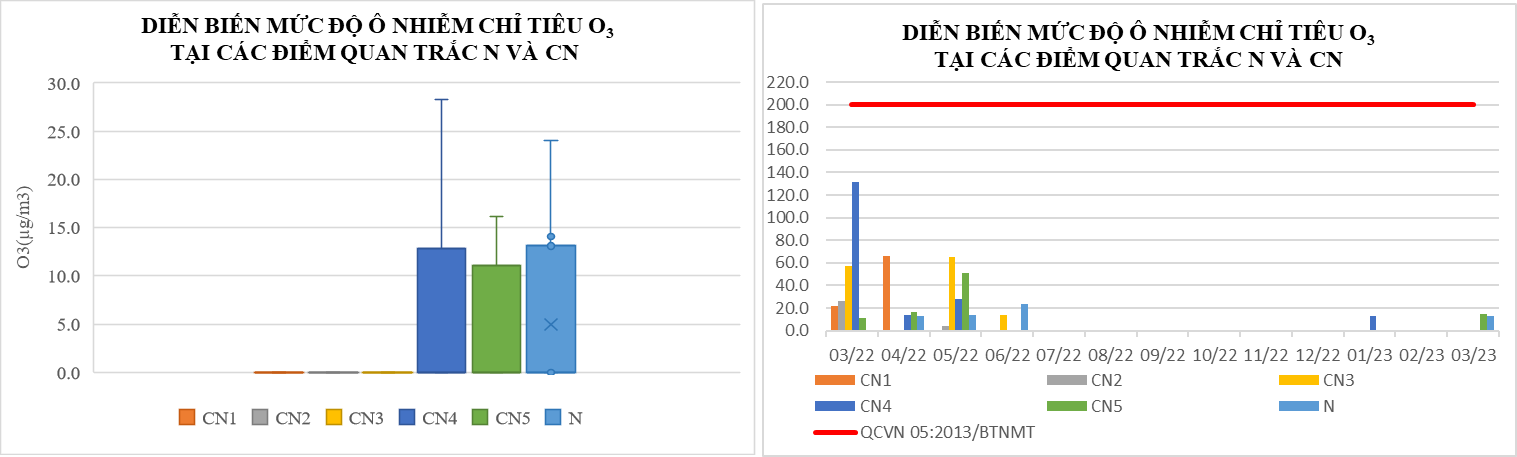 DIỄN BIẾN MỨC ĐỘ Ô NHIỄM CHỈ TIÊU O₃
TẠI CÁC ĐIỂM QUAN TRẮC N VÀ CN
30.0
25.0
20.0
15.0
10.0
5.0
0.0
O3(µg/m3)
CN1 CN2 CN3 CN4 CN5 N
DIỄN BIẾN MỨC ĐỘ Ô NHIỄM CHỈ TIÊU O₃
TẠI CÁC ĐIỂM QUAN TRẮC N VÀ CN
220.0
200.0
180.0
160.0
140.0
120.0
100.0
80.0
60.0
40.0
20.0
0.0
03/22 04/22 05/22 06/22 07/22 08/22 09/22 10/22 11/22 12/22 01/23 02/23 03/23
CN1 CN2 CN3
CN4 CN5 N
QCVN 05:2013/BTNMT